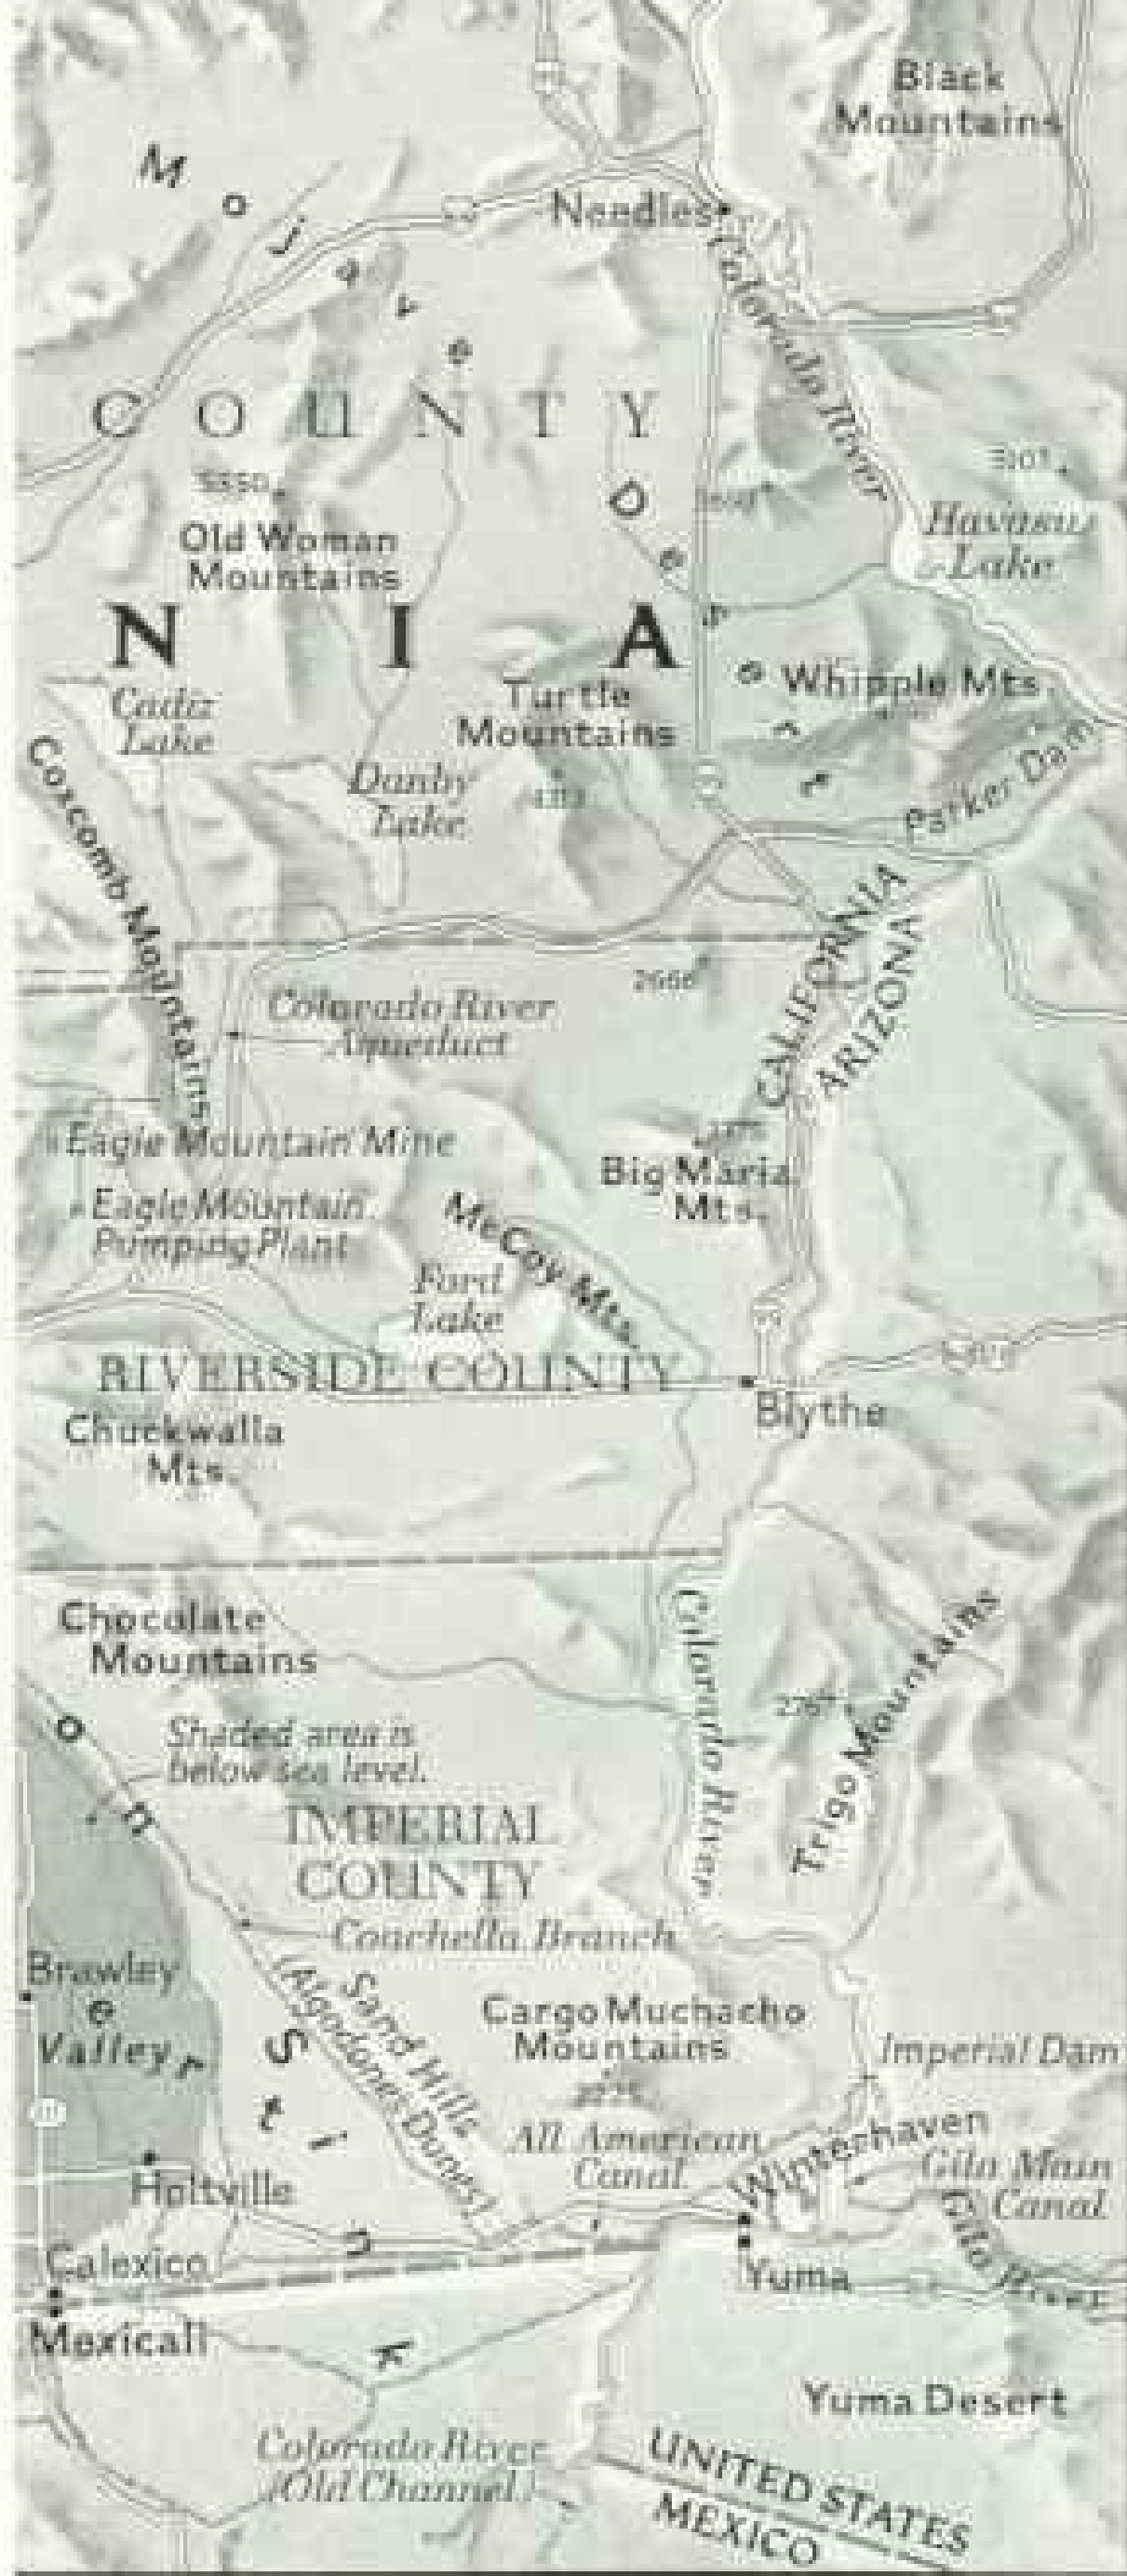 Black
Mountains
Mojave
Needles
Colorado River
COUNTY
5107
5550
Havasu
Lake
Old Woman
Mountains
Desert
NIA
Whipple Mts.
Turtle
Mountains
Cadiz
Lake
Danby
Lake
Coxcomb Mountains
Parker Dam
CALIFORNIA
ARIZONA
2666
Colorado River
Aqueduct
Eagle Mountain Mine
Big Maria
Mts.
Eagle Mountain
Pumping Plant
McCoy Mts.
Ford
Lake
RIVERSIDE COUNTY
Blythe
Chuckwalla
Mts.
Colorado River
Chocolate
Mountains
Trigo Mountains
Shaded area is
below sea level.
IMPERIAL
COUNTY
Coachella Branch
Brawley
Sand Hills
(Algodones Dunes)
Cargo Muchacho
Mountains
Valley
Imperial Dam
Winterhaven
All American
Canal
Gila Main
Canal
Holtville
Gila River
Calexico
Yuma
Mexicali
Yuma Desert
Colorado River
(Old Channel)
UNITED STATES
MEXICO